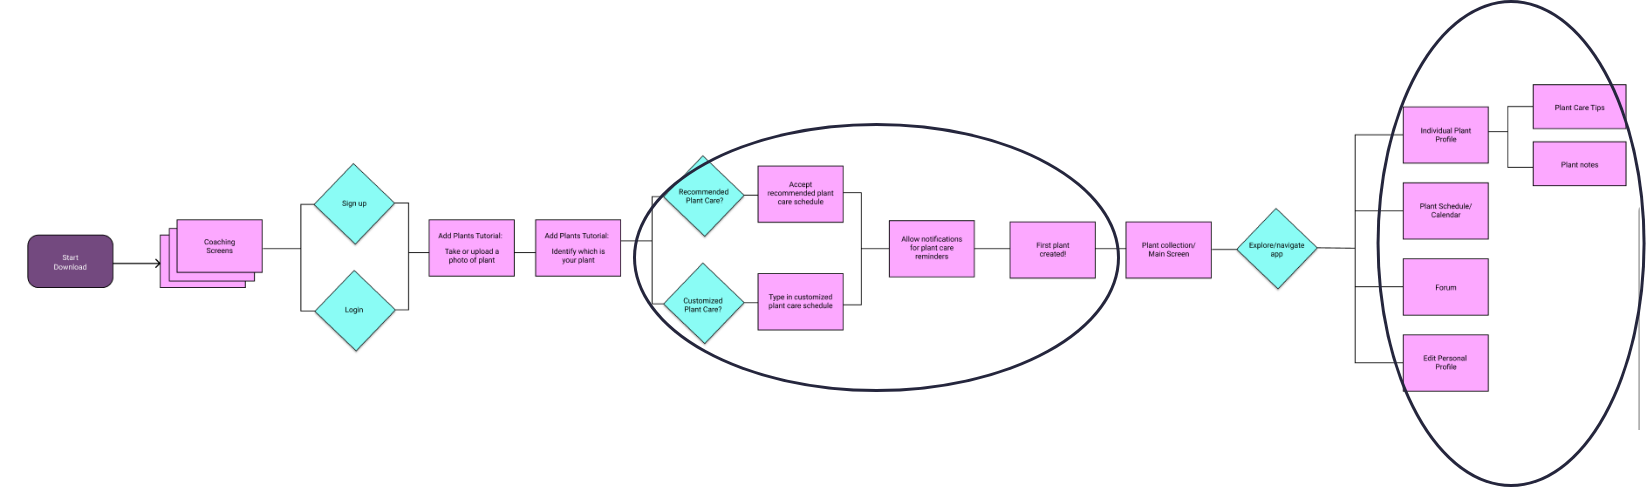 Start
Download
Coaching
Screens
Sign up
Login
Add Plants Tutorial:
Take or upload a
photo of plant
Add Plants Tutorial:
Identify which is
your plant
Recommended
Plant Care?
Accept
recommended plant
care schedule
Customized
Plant Care?
Type in customized
plant care schedule
Allow notifications
for plant care
reminders
First plant
created!
Plant collection/
Main Screen
Explore/navigate
app
Individual Plant
Profile
Plant Care Tips
Plant notes
Plant Schedule/
Calendar
Forum
Edit Personal
Profile